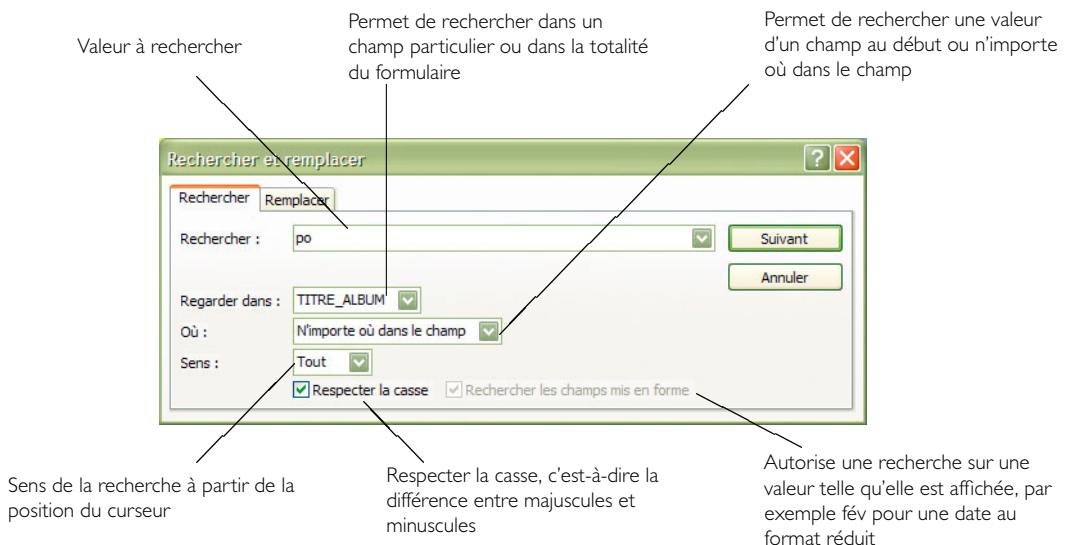 Valeur à rechercher
Permet de rechercher dans un
champ particulier ou dans la totalité
du formulaire
Permet de rechercher une valeur
d'un champ au début ou n'importe
où dans le champ
Rechercher et remplacer
Rechercher
Remplacer
Rechercher :
po
Suivant
Annuler
Regarder dans :
TITRE_ALBUM
Où :
N'importe où dans le champ
Sens :
Tout
Respecter la casse
Rechercher les champs mis en forme
Sens de la recherche à partir de la
position du curseur
Respecter la casse, c'est-à-dire la
différence entre majuscules et
minuscules
Autorise une recherche sur une
valeur telle qu'elle est affichée, par
exemple fév pour une date au
format réduit